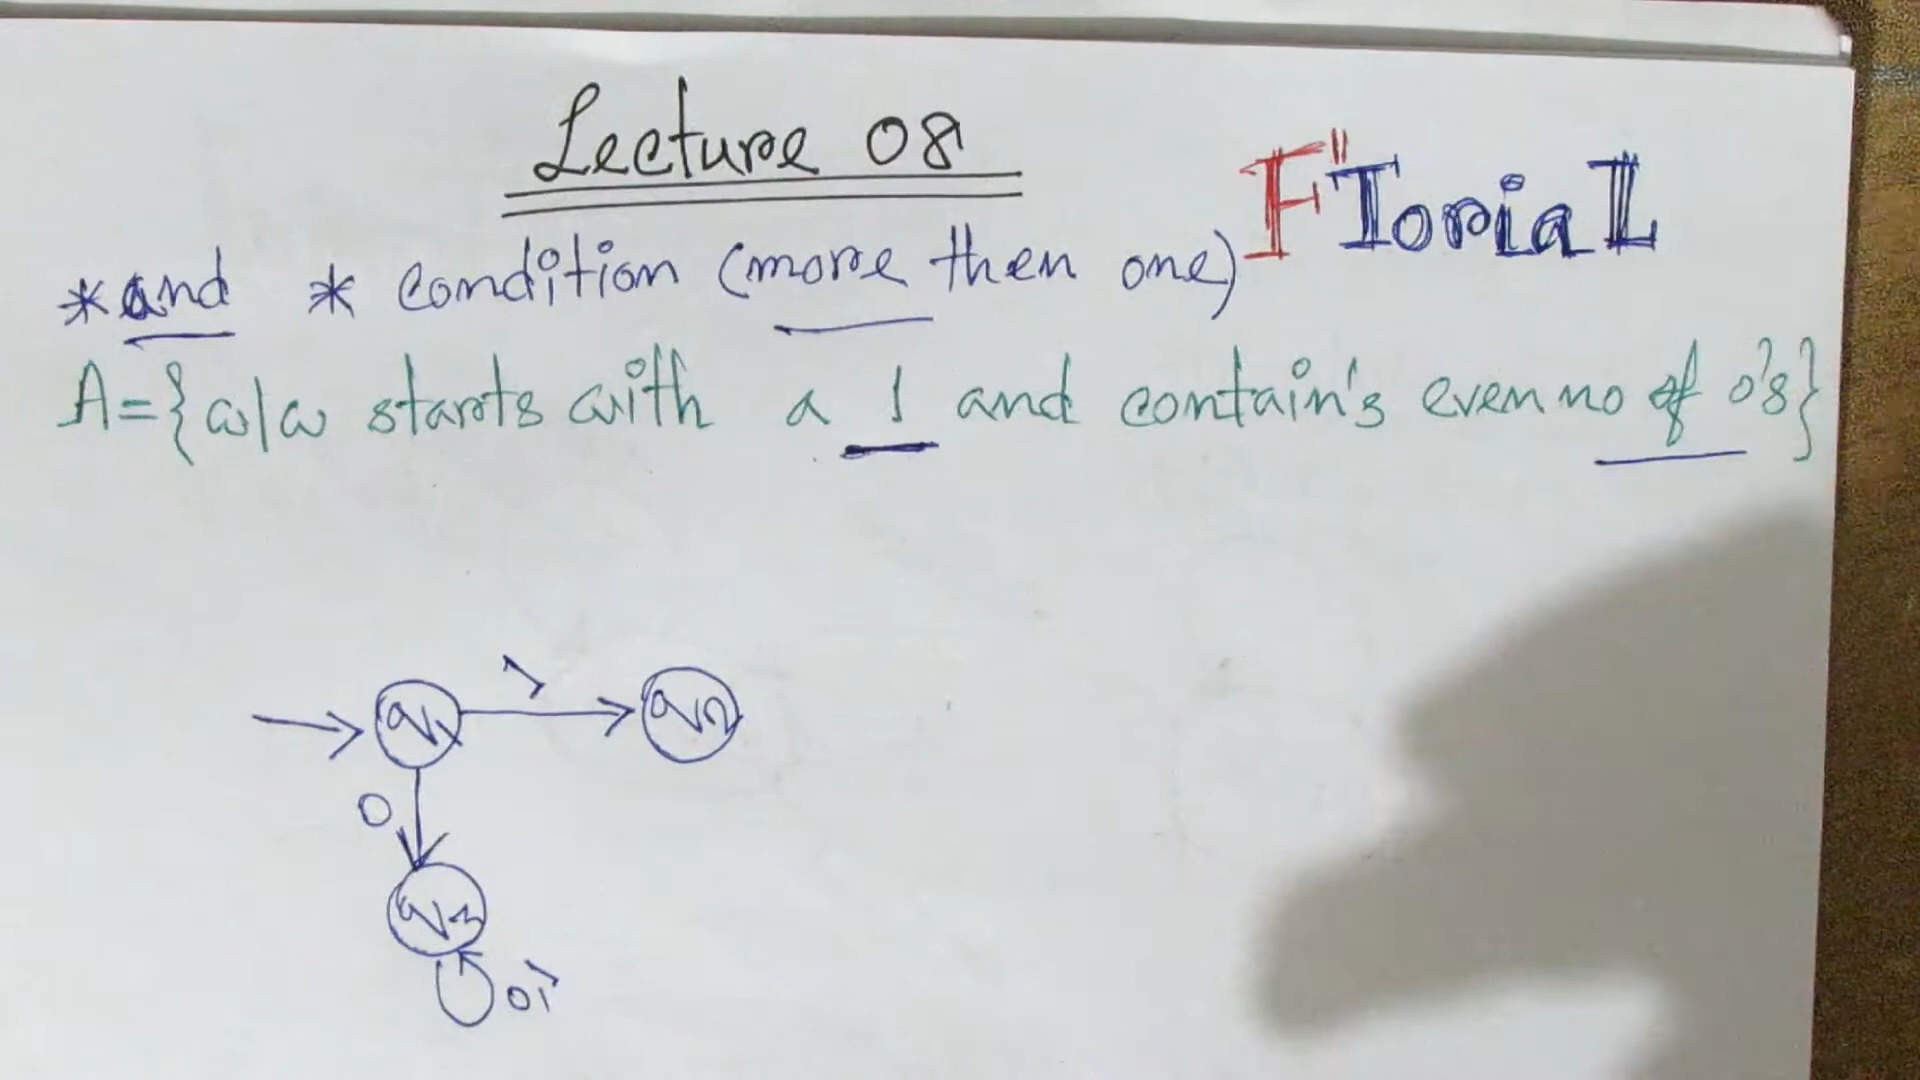 Lecture 08
F"ToriaL
*and * condition (more then one)
A={w/w starts with a 1 and contain's even no of 0's}
1
q1 q2
0
q3
0,1